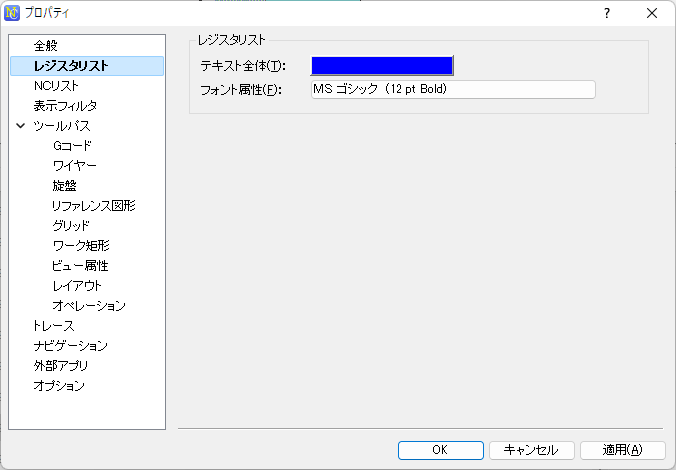 プロパティ
全般
レジスタリスト
NCリスト
表示フィルタ
ツールパス
Gコード
ワイヤー
旋盤
リファレンス図形
グリッド
ワーク矩形
ビュー属性
レイアウト
オペレーション
トレース
ナビゲーション
外部アプリ
オプション
レジスタリスト
テキスト全体(T):
フォント属性(F): MS ゴシック (12 pt Bold)
OK キャンセル 適用(A)